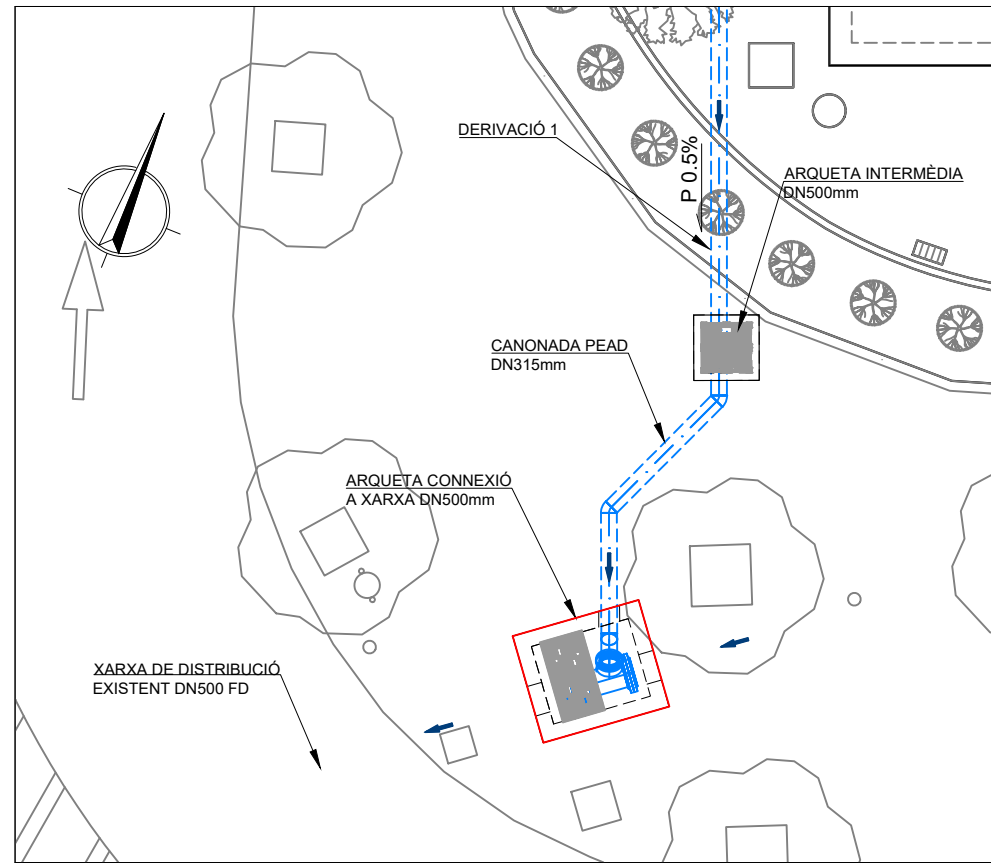 DERIVACIÓ 1
P 0.5%
ARQUETA INTERMÈDIA
DN500mm
CANONADA PEAD
DN315mm
ARQUETA CONNEXIÓ
A XARXA DN500mm
XARXA DE DISTRIBUCIÓ
EXISTENT DN500 FD